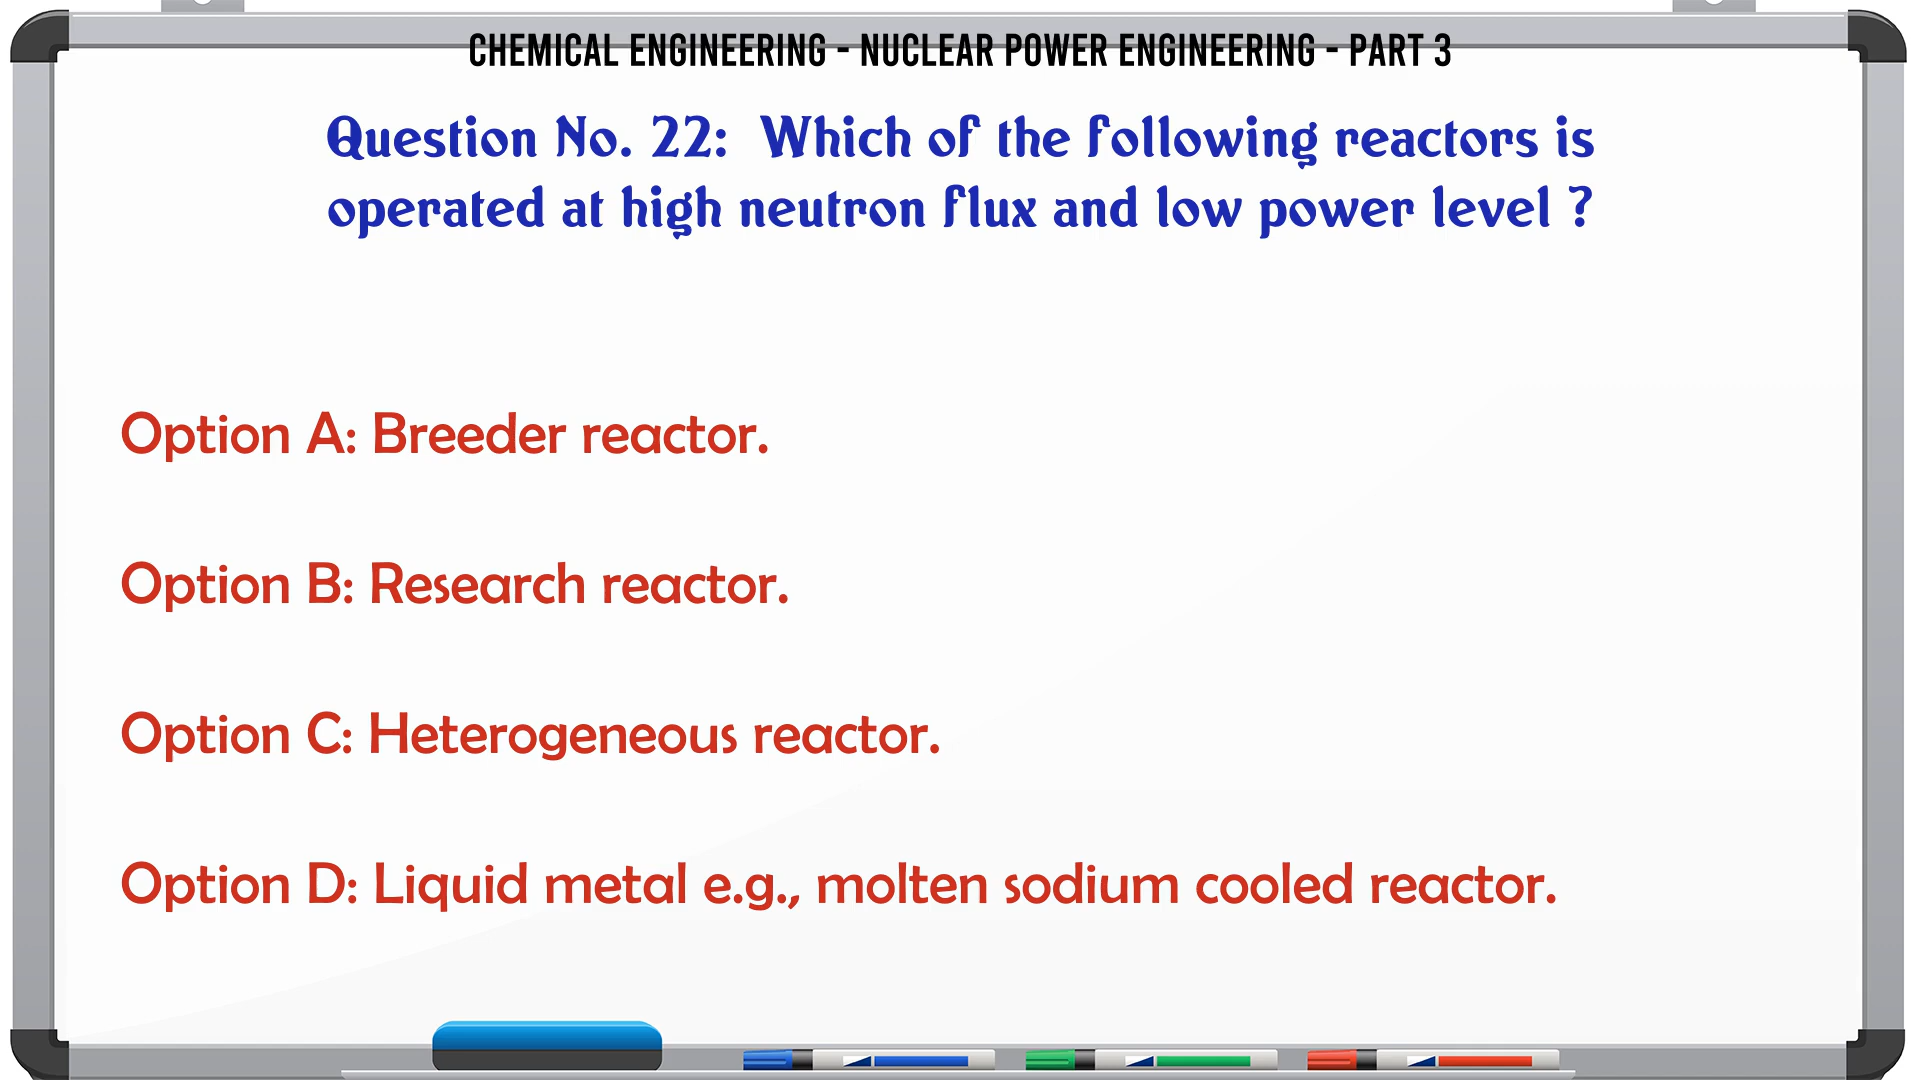 CHEMICAL ENGINEERING - NUCLEAR POWER ENGINEERING - PART 3
Question No. 22: Which of the following reactors is
operated at high neutron flux and low power level ?
Option A: Breeder reactor.
Option B: Research reactor.
Option C: Heterogeneous reactor.
Option D: Liquid metal e.g., molten sodium cooled reactor.